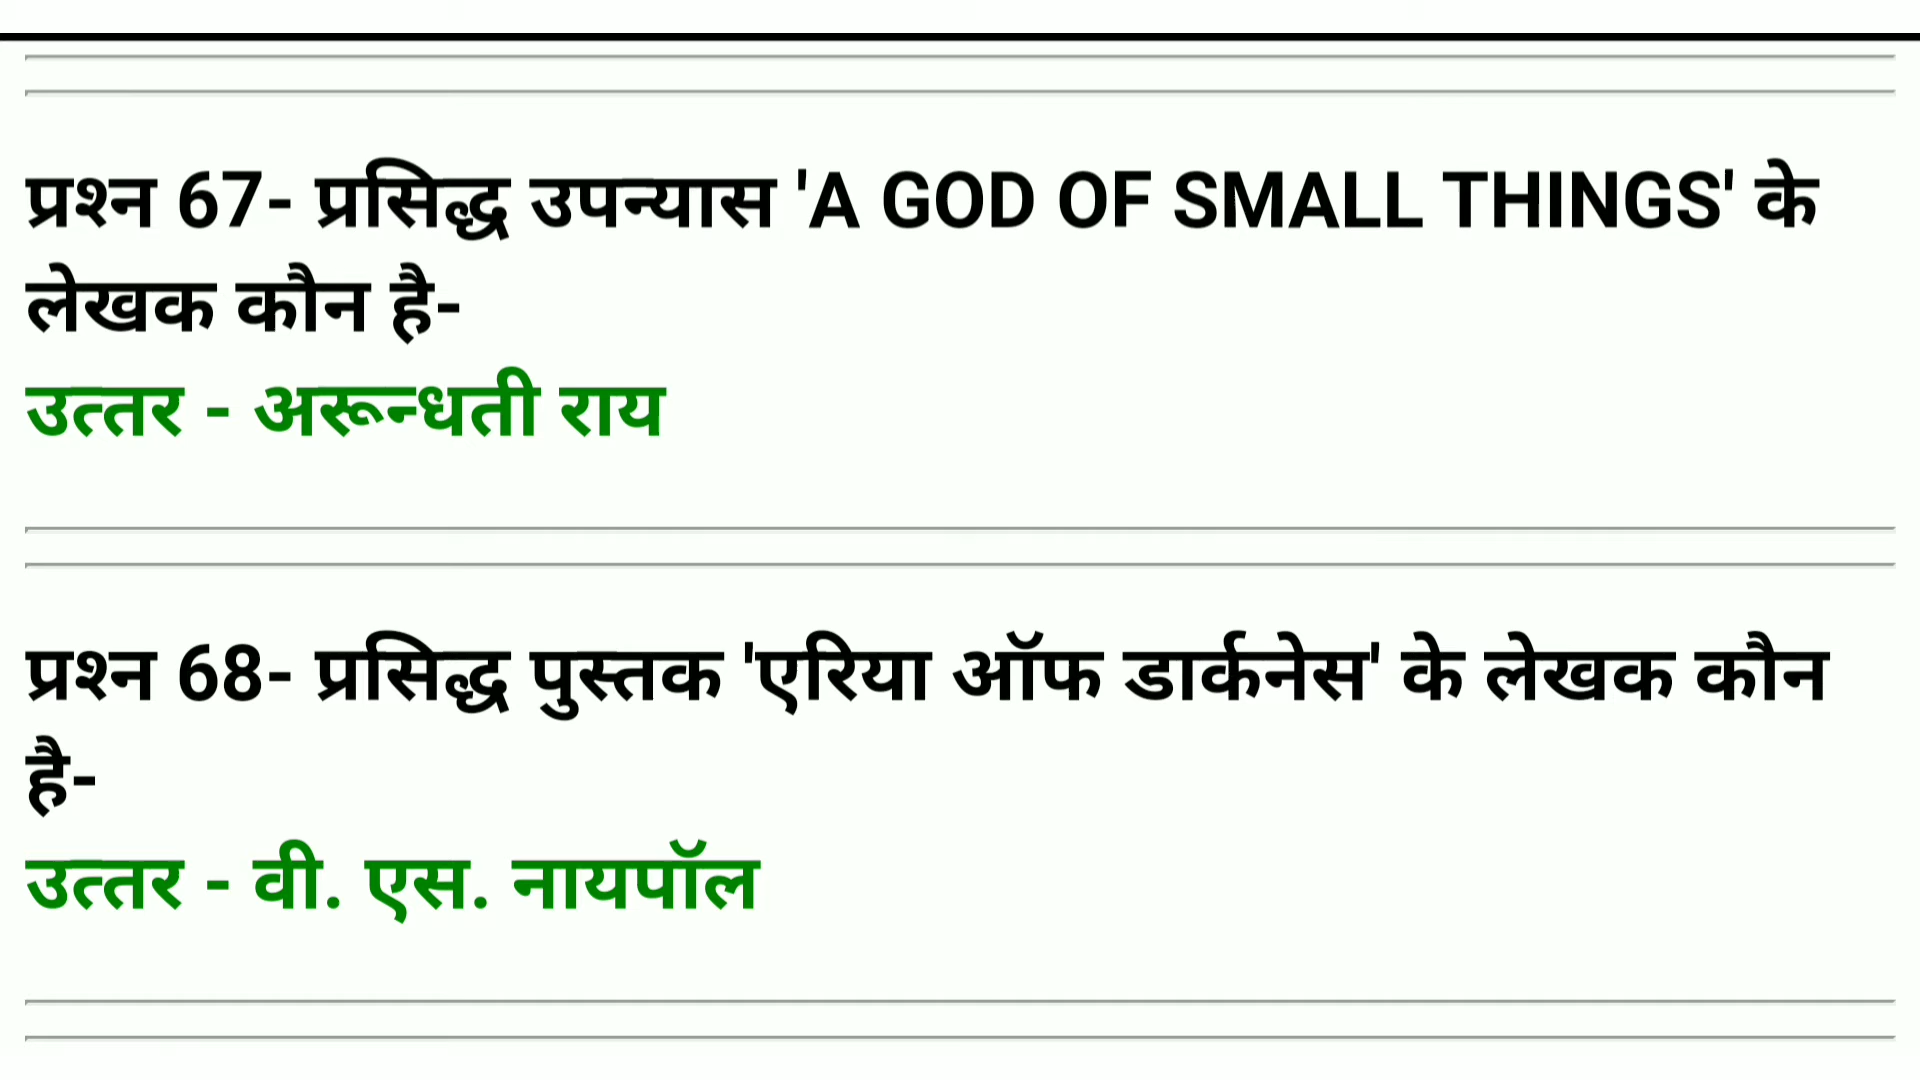 प्रश्न 67- प्रसिद्ध उपन्यास 'A GOD OF SMALL THINGS' के
लेखक कौन है-
उत्तर - अरून्धती राय
प्रश्न 68- प्रसिद्ध पुस्तक 'एरिया ऑफ डार्कनेस' के लेखक कौन
है-
उत्तर - वी. एस. नायपॉल